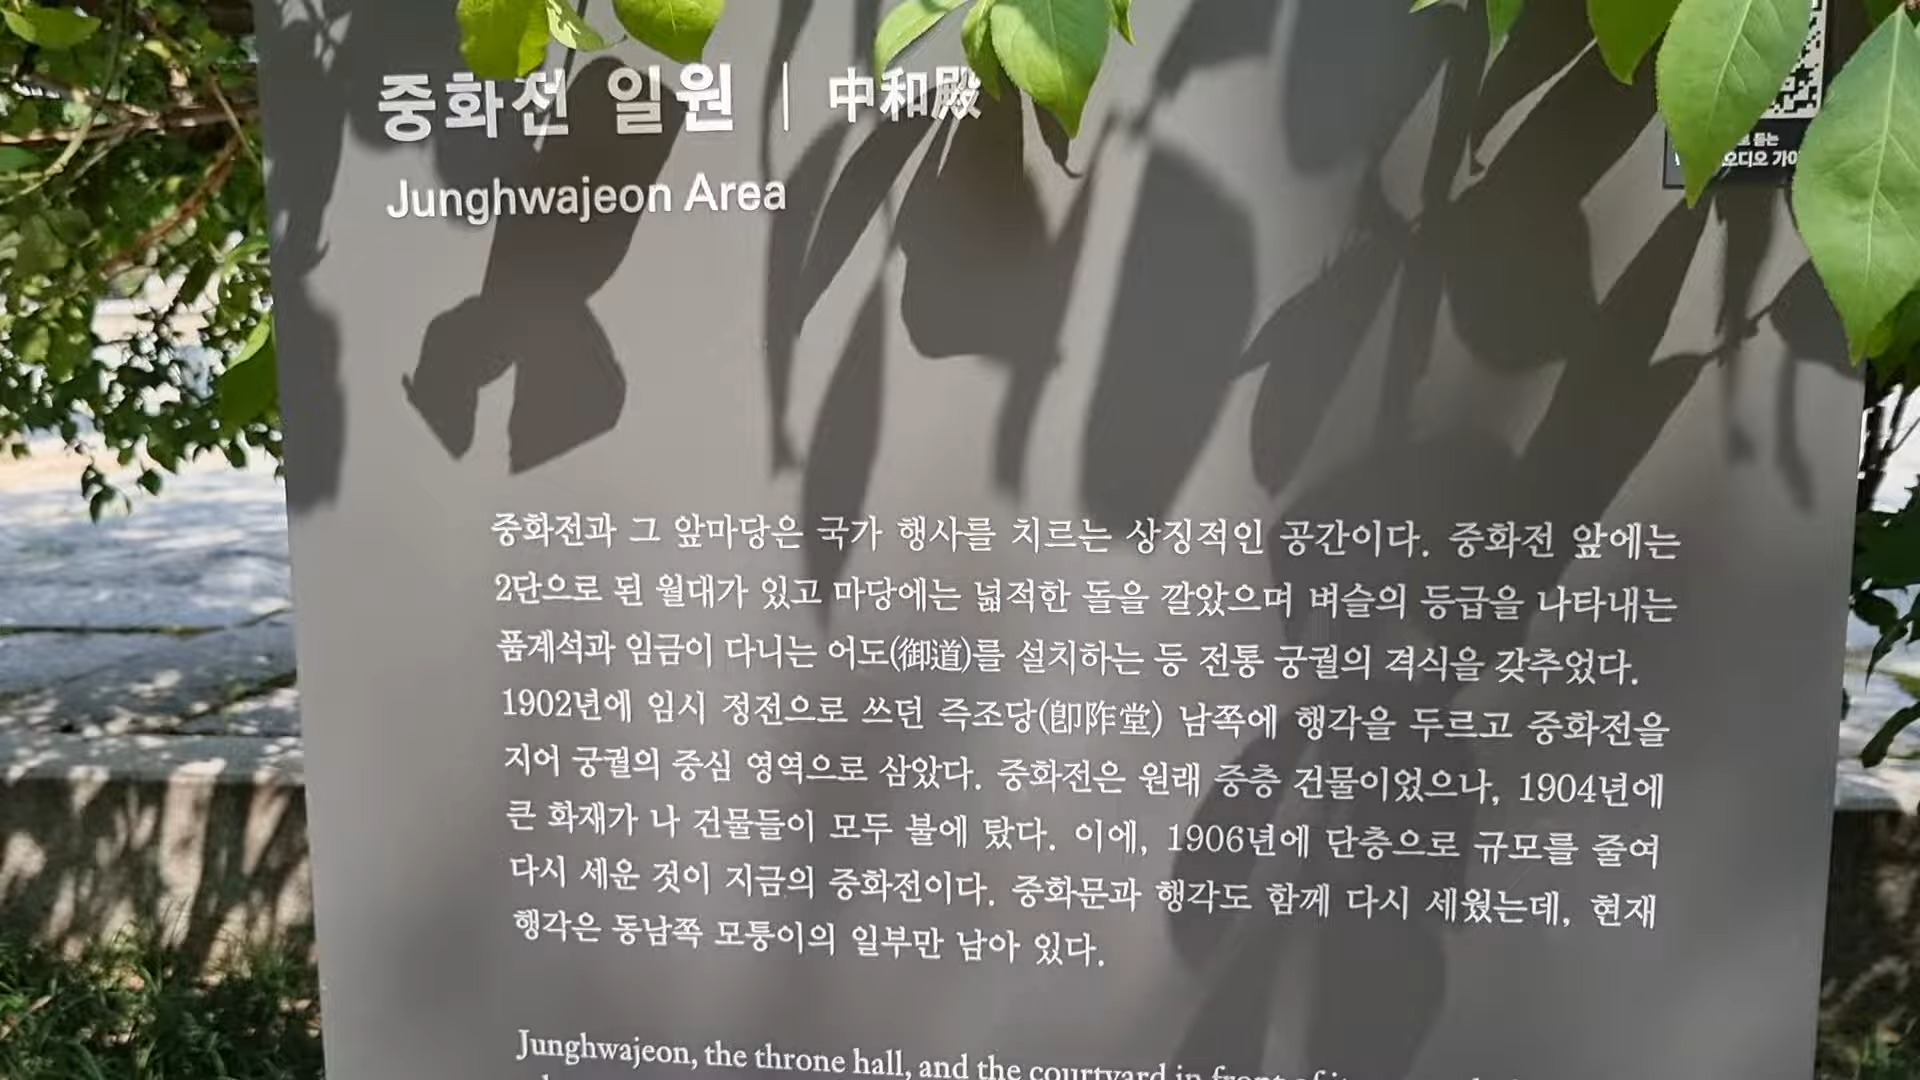 중화전 일원 | 中和殿
Junghwajeon Area
듣는
오디오 가이
중화전과 그 앞마당은 국가 행사를 치르는 상징적인 공간이다. 중화전 앞에는
2단으로 된 월대가 있고 마당에는 넓적한 돌을 깔았으며 벼슬의 등급을 나타내는
품계석과 임금이 다니는 어도(御道)를 설치하는 등 전통 궁궐의 격식을 갖추었다.
1902년에 임시 정전으로 쓰던 즉조당(卽阼堂) 남쪽에 행각을 두르고 중화전을
지어 궁궐의 중심 영역으로 삼았다. 중화전은 원래 중층 건물이었으나, 1904년에
큰 화재가 나 건물들이 모두 불에 탔다. 이에, 1906년에 단층으로 규모를 줄여
다시 세운 것이 지금의 중화전이다. 중화문과 행각도 함께 다시 세웠는데, 현재
행각은 동남쪽 모퉁이의 일부만 남아 있다.
Junghwajeon, the throne hall, and the courtyard in front of